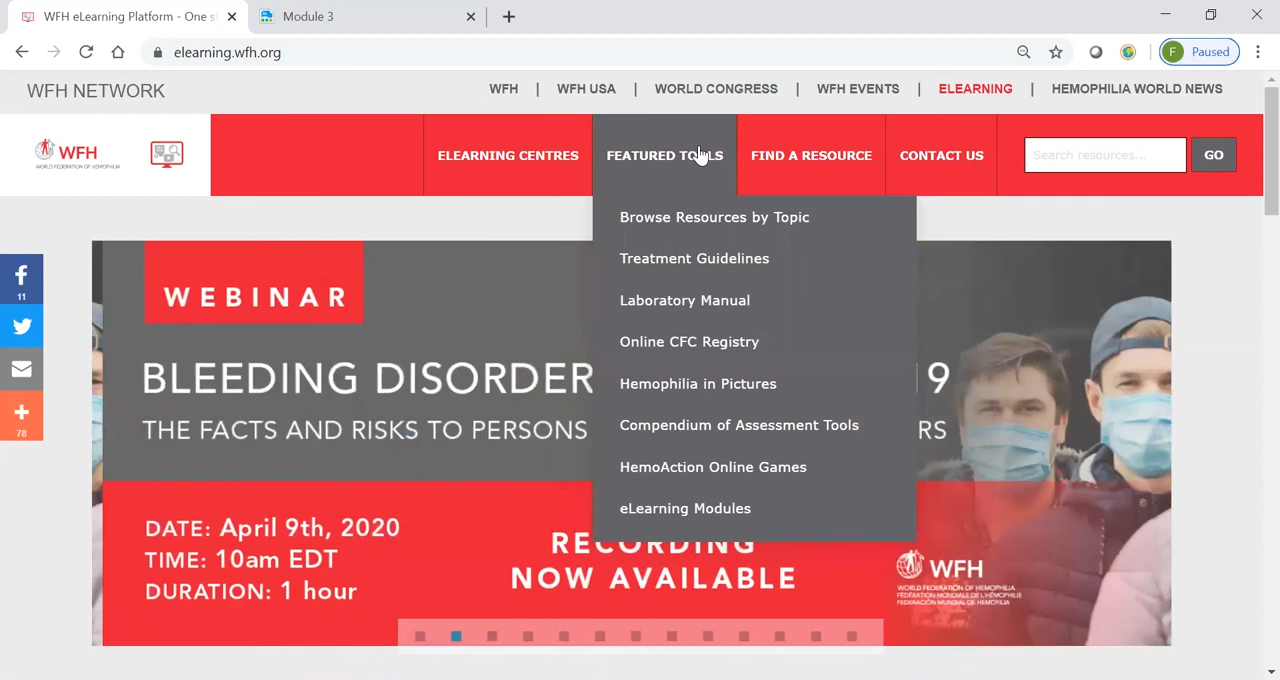 WFH eLearning Platform - One s
Module 3
elearning.wfh.org
F Paused
WFH NETWORK
WFH | WFH USA | WORLD CONGRESS | WFH EVENTS | ELEARNING | HEMOPHILIA WORLD NEWS
WFH
WORLD FEDERATION OF HEMOPHILIA
ELEARNING CENTRES
FEATURED TOOLS
FIND A RESOURCE
CONTACT US
Search resources...
GO
Browse Resources by Topic
Treatment Guidelines
Laboratory Manual
Online CFC Registry
Hemophilia in Pictures
Compendium of Assessment Tools
HemoAction Online Games
eLearning Modules
11
78
WEBINAR
BLEEDING DISORDER 9
THE FACTS AND RISKS TO PERSONS RS
DATE: April 9th, 2020
TIME: 10am EDT
DURATION: 1 hour
RECORDING
NOW AVAILABLE
WFH
WORLD FEDERATION OF HEMOPHILIA
FÉDÉRATION MONDIALE DE L'HÉMOPHILIE
FEDERACIÓN MUNDIAL DE HEMOFILIA